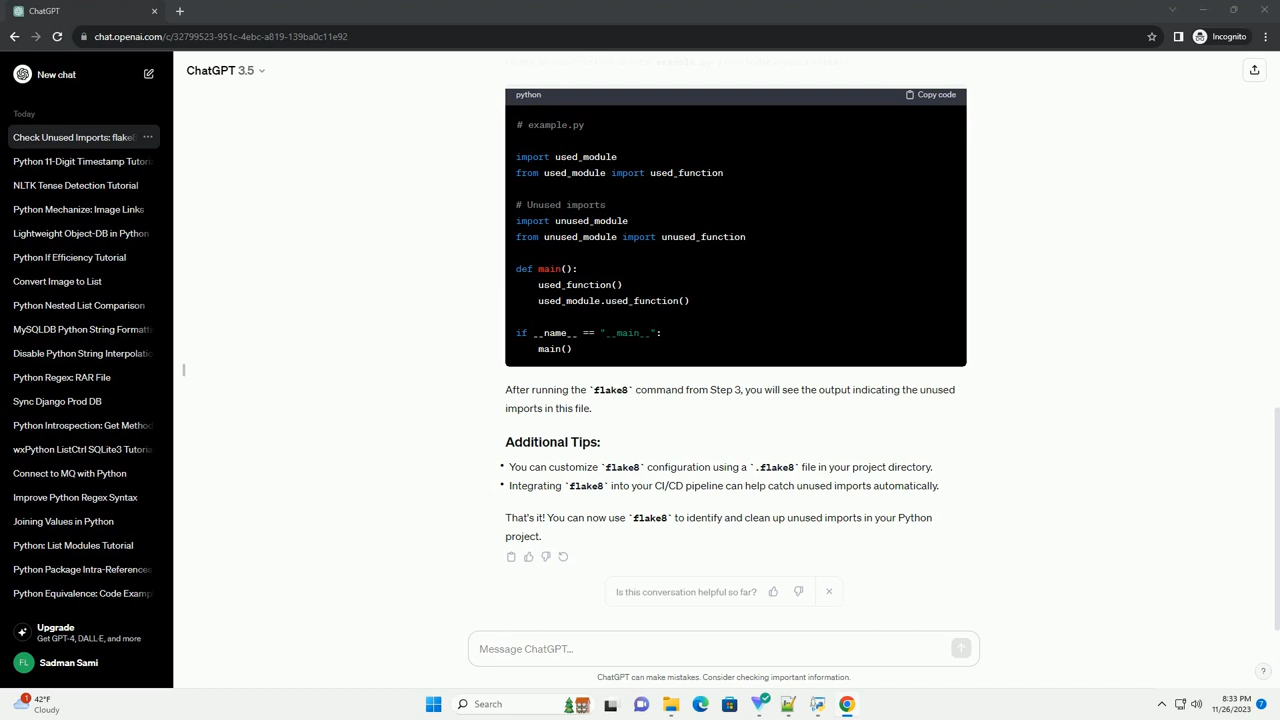 ChatGPT
chat.openai.com/c/32799523-951c-4ebc-a819-139ba0c11e92
Incognito
New chat
ChatGPT 3.5
Today
Check Unused Imports: flake8
Python 11-Digit Timestamp Tutori
NLTK Tense Detection Tutorial
Python Mechanize: Image Links
Lightweight Object-DB in Python
Python If Efficiency Tutorial
Convert Image to List
Python Nested List Comparison
MySQLDB Python String Formatti
Disable Python String Interpolatio
Python Regex: RAR File
Sync Django Prod DB
Python Introspection: Get Method
wxPython ListCtrl SQLite3 Tutoria
Connect to MQ with Python
Improve Python Regex Syntax
Joining Values in Python
Python: List Modules Tutorial
Python Package Intra-References
Python Equivalence: Code Exampl
Upgrade
Get GPT-4, DALL·E, and more
FL
Sadman Sami
python
Copy code
# example.py
import used_module
from used_module import used_function
# Unused imports
import unused_module
from unused_module import unused_function
def main():
used_function()
used_module.used_function()
if __name__ == "__main__":
main()
After running the `flake8` command from Step 3, you will see the output indicating the unused
imports in this file.
Additional Tips:
• You can customize `flake8` configuration using a `.flake8` file in your project directory.
• Integrating `flake8` into your CI/CD pipeline can help catch unused imports automatically.
That's it! You can now use `flake8` to identify and clean up unused imports in your Python
project.
Is this conversation helpful so far?
Message ChatGPT...
ChatGPT can make mistakes. Consider checking important information.
?
1
42°F
Cloudy
Search
8:33 PM
11/26/2023
7